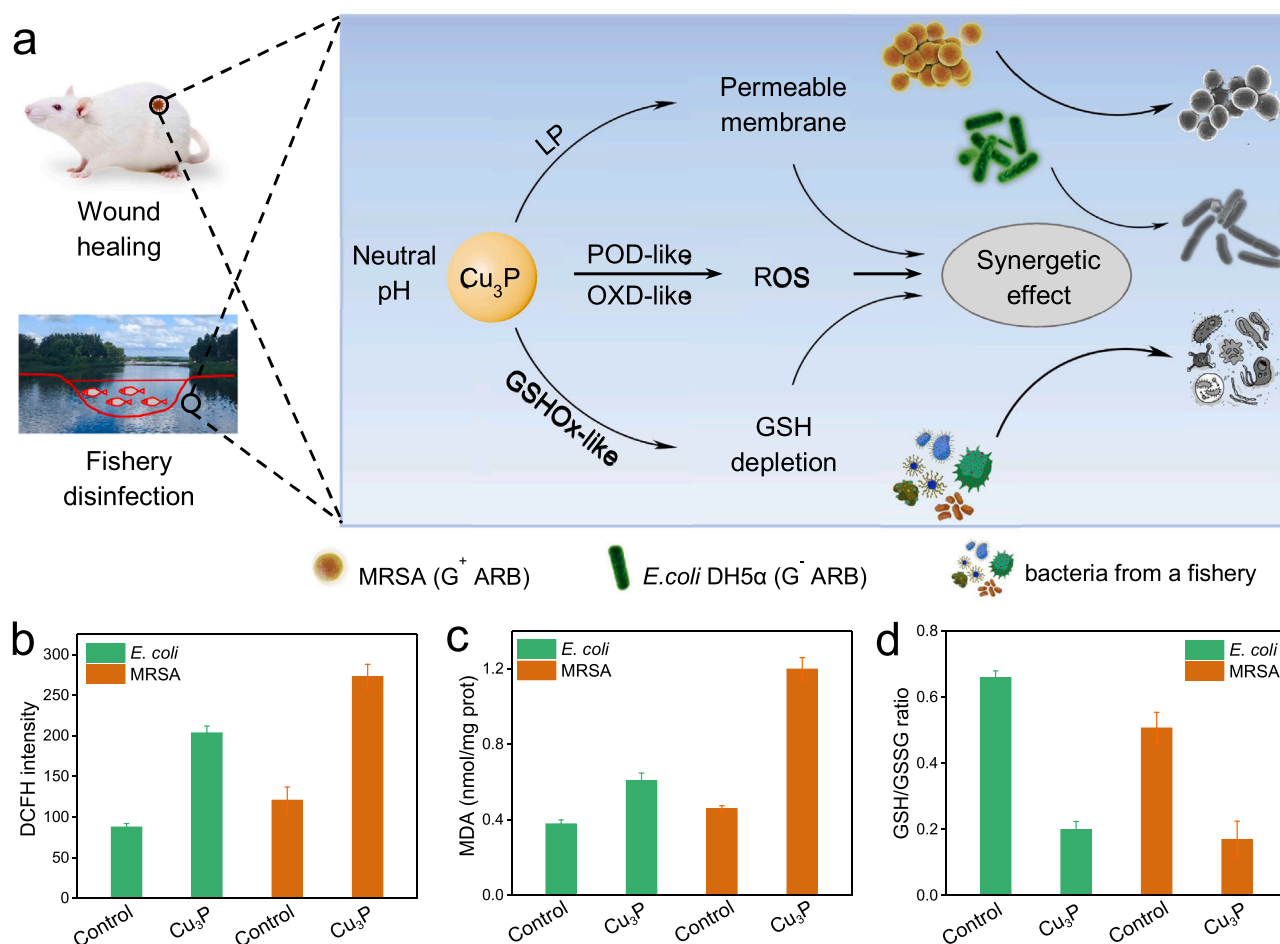 a
Wound
healing
Fishery
disinfection
Neutral
pH
Cu₃P
LP
POD-like
OXD-like
GSHOx-like
Permeable
membrane
ROS
GSH
depletion
Synergetic
effect
MRSA (G⁺ ARB)
E.coli DH5α (G⁻ ARB)
bacteria from a fishery
b
E. coli
MRSA
DCFH intensity
300
250
200
150
100
50
0
Control
Cu₃P
Control
Cu₃P
c
E. coli
MRSA
MDA (nmol/mg prot)
1.2
0.8
0.4
0.0
Control
Cu₃P
Control
Cu₃P
d
E. coli
MRSA
GSH/GSSG ratio
0.8
0.6
0.4
0.2
0.0
Control
Cu₃P
Control
Cu₃P